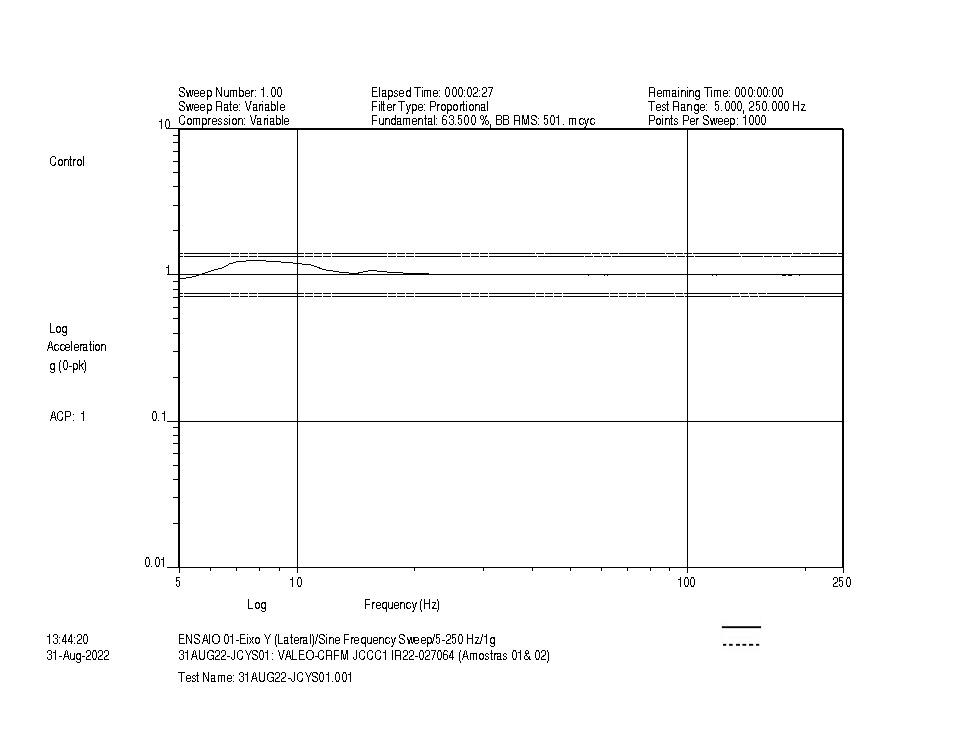 Sweep Number: 1.00 Elapsed Time: 000:02:27 Remaining Time: 000:00:00
Sweep Rate: Variable Filter Type: Proportional Test Range: 5.000, 250.000 Hz
Compression: Variable Fundamental: 63.500 %, BB RMS: 501. mcyc Points Per Sweep: 1000
10
Control
1
Log
Acceleration
g (0-pk)
ACP: 1 0.1
0.01
5 10 100 250
Log Frequency (Hz)
13:44:20 ENSAIO 01-Eixo Y (Lateral)/Sine Frequency Sweep/5-250 Hz/1g
31-Aug-2022 31AUG22-JCYS01: VALEO-CRFM JCCC1 IR22-027064 (Amostras 01& 02)
Test Name: 31AUG22-JCYS01.001